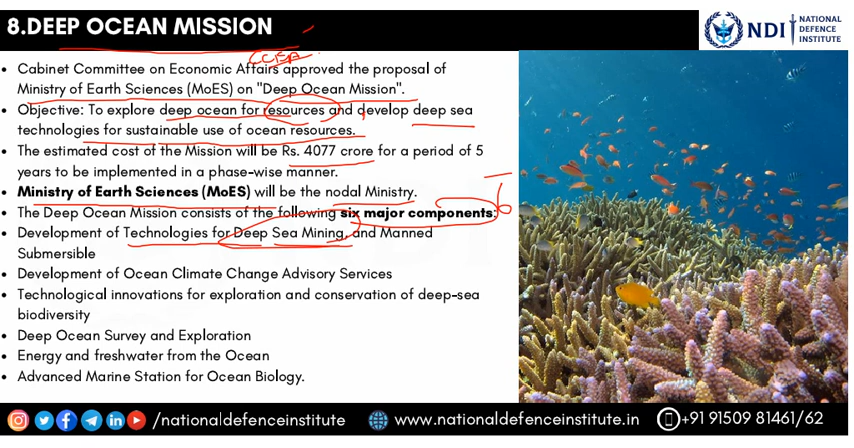 8.DEEP OCEAN MISSION
NDI
NATIONAL
DEFENCE
INSTITUTE
CCEA
• Cabinet Committee on Economic Affairs approved the proposal of
Ministry of Earth Sciences (MoES) on "Deep Ocean Mission".
• Objective: To explore deep ocean for resources and develop deep sea
technologies for sustainable use of ocean resources.
• The estimated cost of the Mission will be Rs. 4077 crore for a period of 5
years to be implemented in a phase-wise manner.
• Ministry of Earth Sciences (MoES) will be the nodal Ministry.
• The Deep Ocean Mission consists of the following six major components:
6
• Development of Technologies for Deep Sea Mining, and Manned
Submersible
• Development of Ocean Climate Change Advisory Services
• Technological innovations for exploration and conservation of deep-sea
biodiversity
• Deep Ocean Survey and Exploration
• Energy and freshwater from the Ocean
• Advanced Marine Station for Ocean Biology.
/nationaldefenceinstitute www.nationaldefenceinstitute.in +91 91509 81461/62